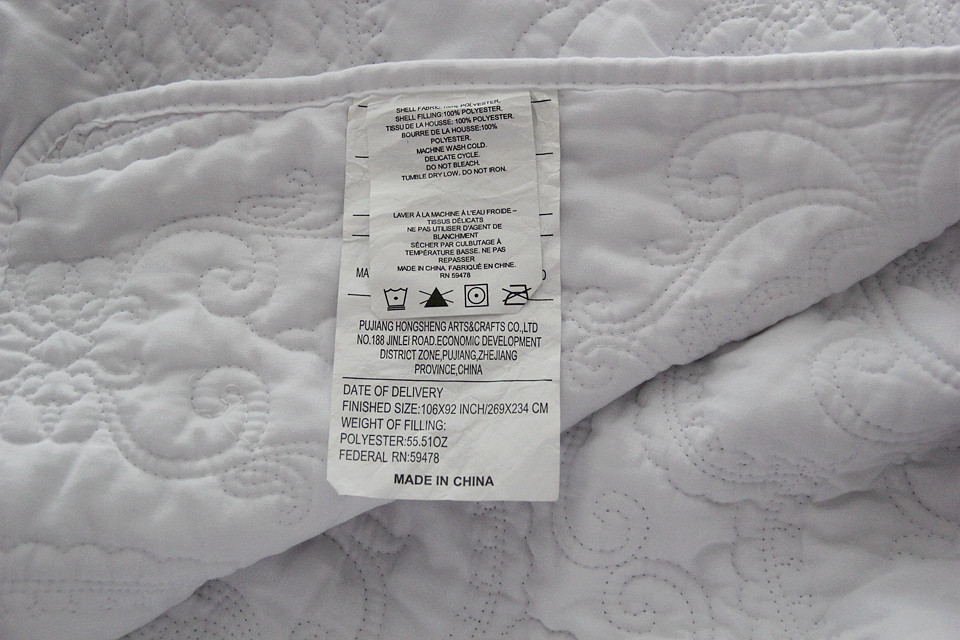 SHELL FABRIC: 100% POLYESTER.
SHELL FILLING:100% POLYESTER.
TISSU DE LA HOUSSE: 100% POLYESTER.
BOURRE DE LA HOUSSE:100%
POLYESTER.
MACHINE WASH COLD.
DELICATE CYCLE.
DO NOT BLEACH.
TUMBLE DRY LOW. DO NOT IRON.
LAVER À LA MACHINE À L'EAU FROIDE –
TISSUS DÉLICATS
NE PAS UTILISER D'AGENT DE
BLANCHIMENT
SÉCHER PAR CULBUTAGE À
TEMPÉRATURE BASSE. NE PAS
REPASSER
MADE IN CHINA. FABRIQUÉ EN CHINE.
RN 59478
MA
PUJIANG HONGSHENG ARTS&CRAFTS CO.,LTD
NO.188 JINLEI ROAD.ECONOMIC DEVELOPMENT
DISTRICT ZONE,PUJIANG,ZHEJIANG
PROVINCE,CHINA
DATE OF DELIVERY
FINISHED SIZE:106X92 INCH/269X234 CM
WEIGHT OF FILLING:
POLYESTER:55.51OZ
FEDERAL RN:59478
MADE IN CHINA